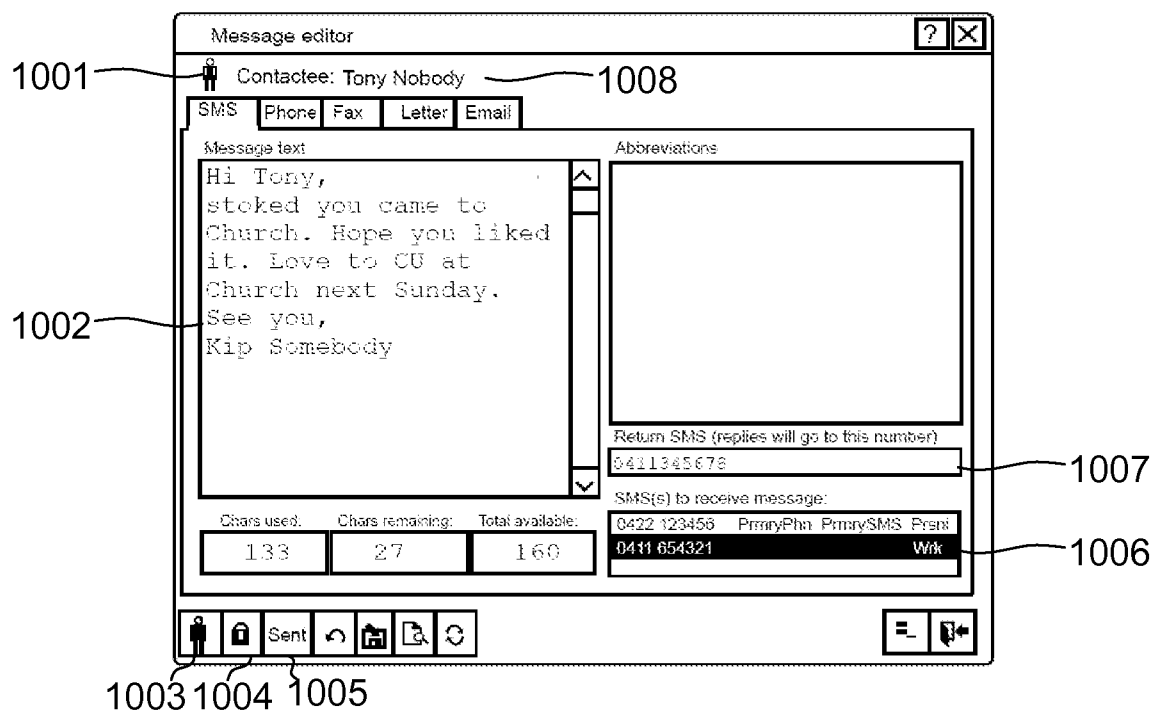 Message editor ?
1001 Contactee: Tony Nobody 1008
SMS Phone Fax Letter Email
Message text Abbreviations
Hi Tony,
stoked you came to
Church. Hope you liked
it. Love to CU at
Church next Sunday.
See you,
1002
Kip Somebody
Return SMS (replies will go to this number)
0411345678 1007
SMS(s) to receive message:
0422 123456 PrmryPhn PrmrySMS Prsnl
0411 654321 Wrk 1006
Chars used: Chars remaining: Total available:
133 27 160
Sent
1003 1004 1005